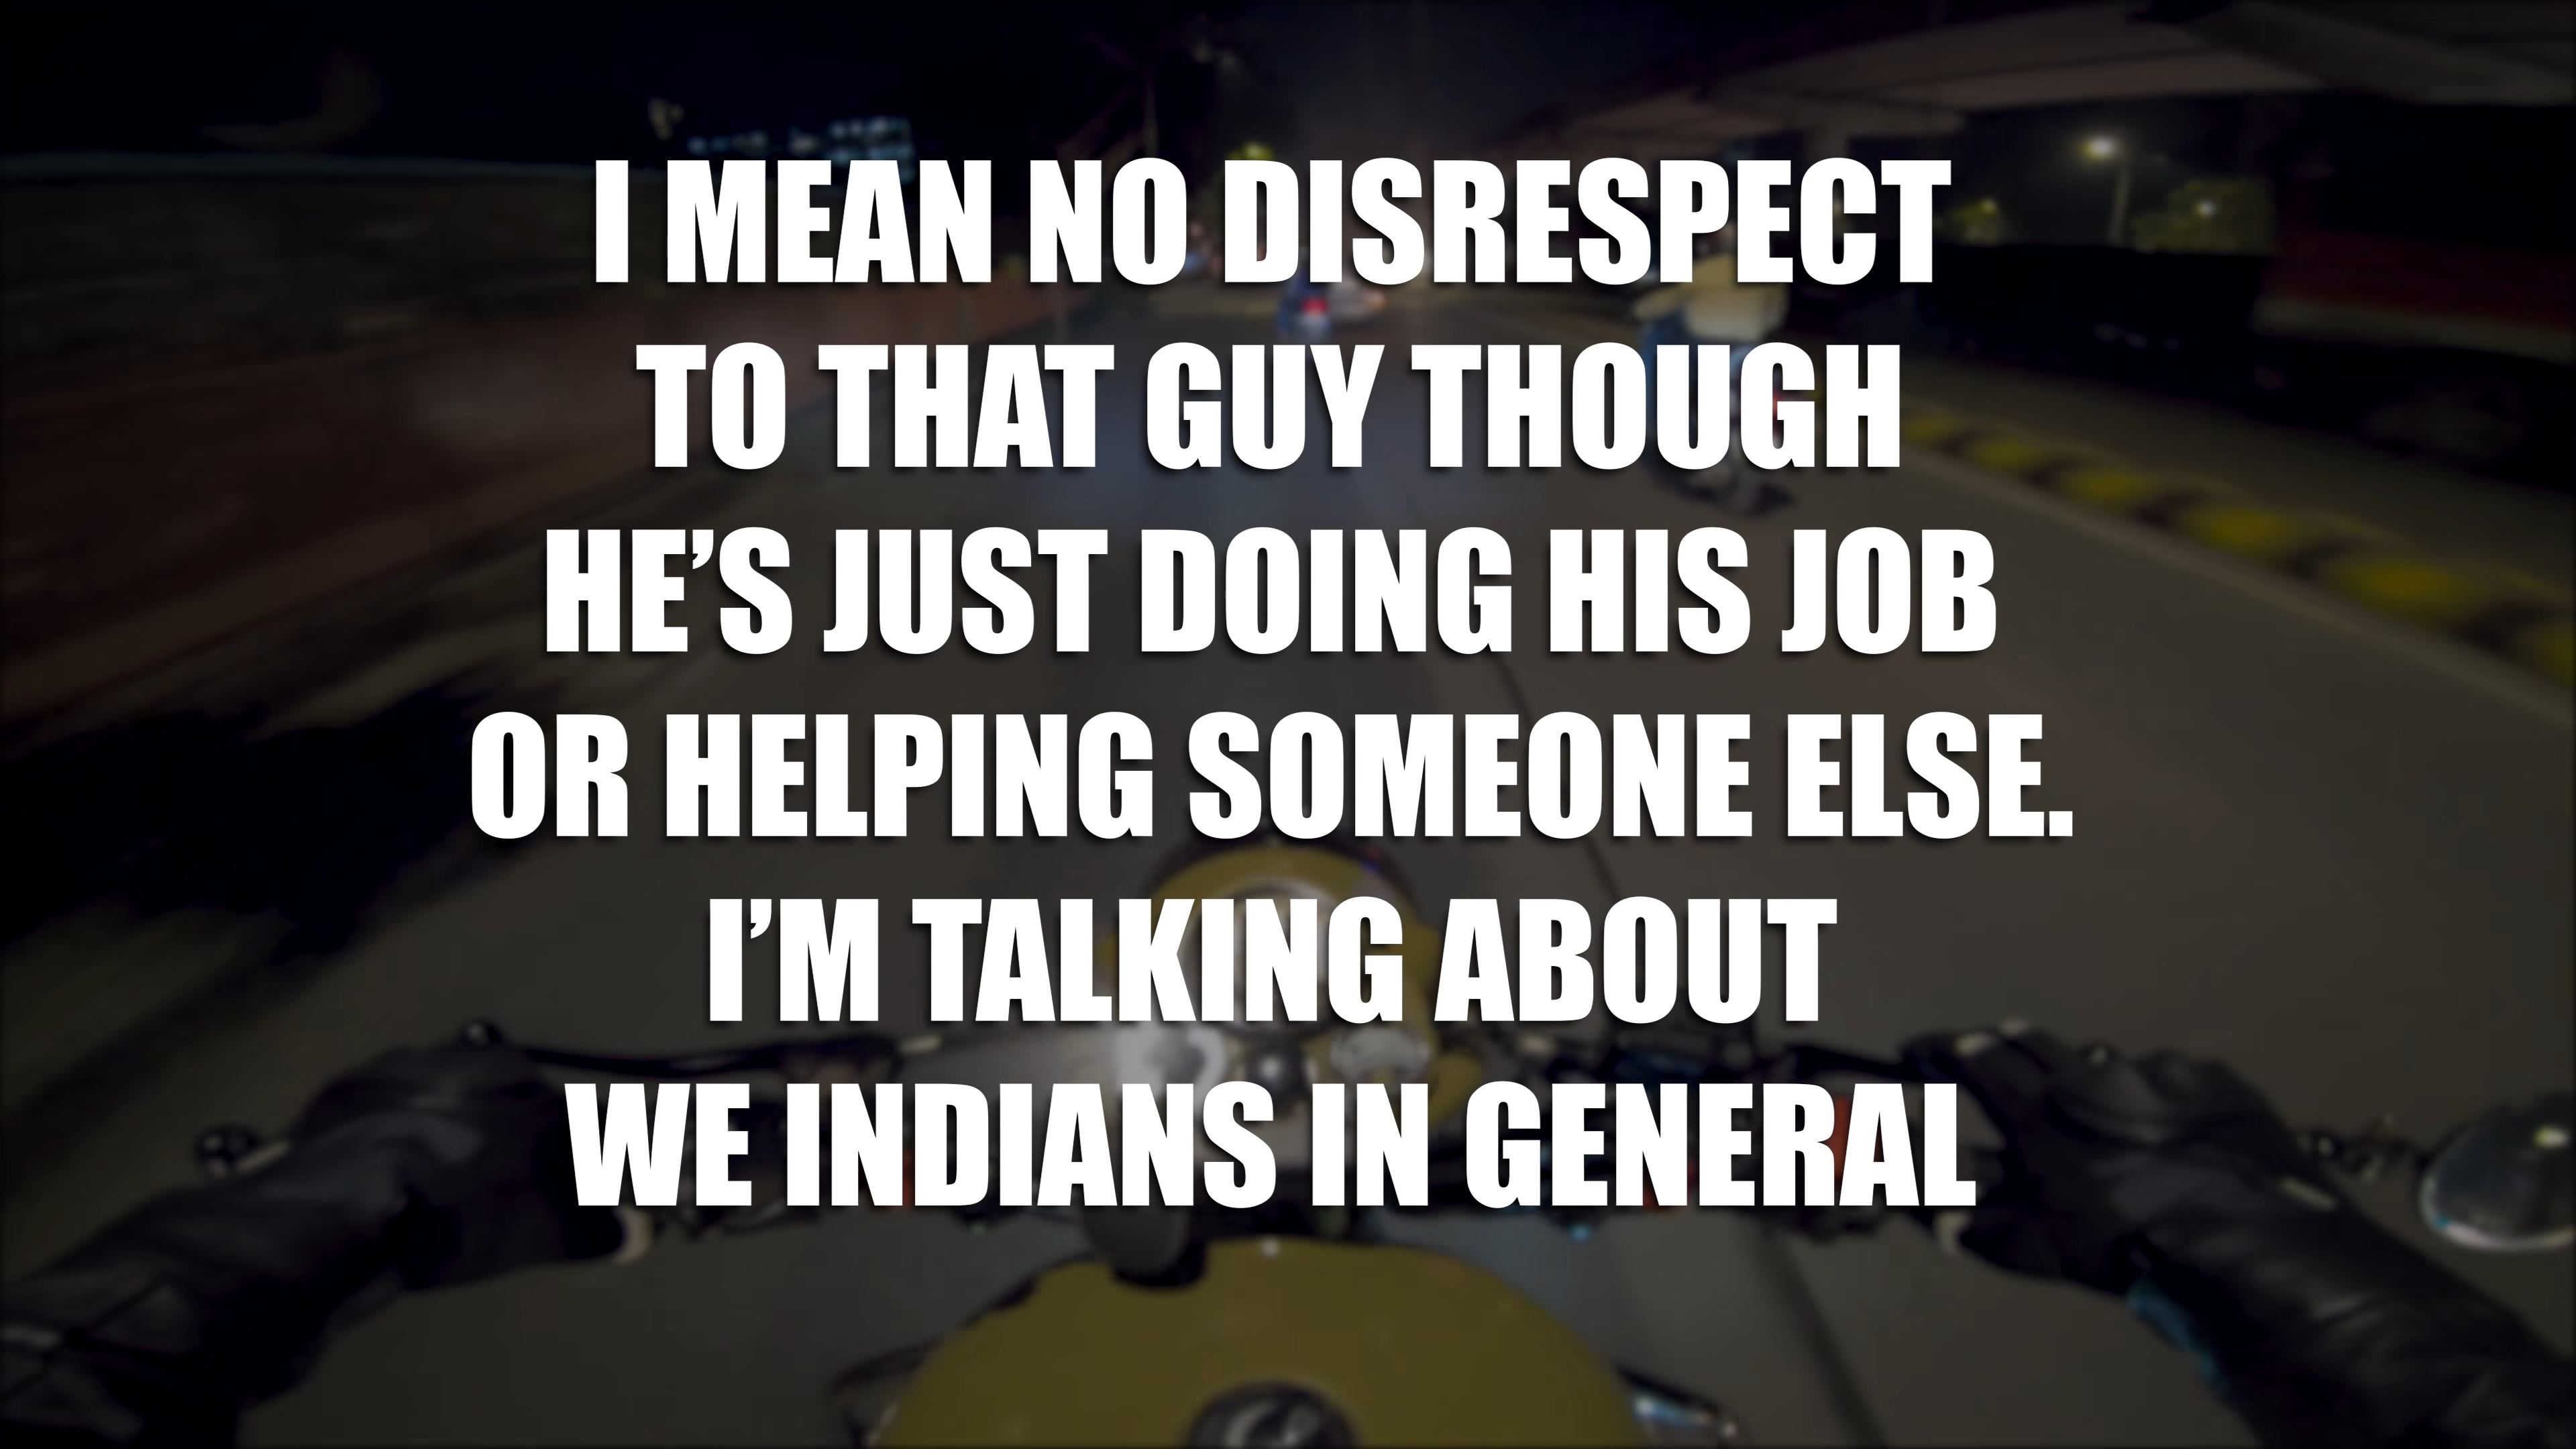 I MEAN NO DISRESPECT
TO THAT GUY THOUGH
HE’S JUST DOING HIS JOB
OR HELPING SOMEONE ELSE.
I’M TALKING ABOUT
WE INDIANS IN GENERAL